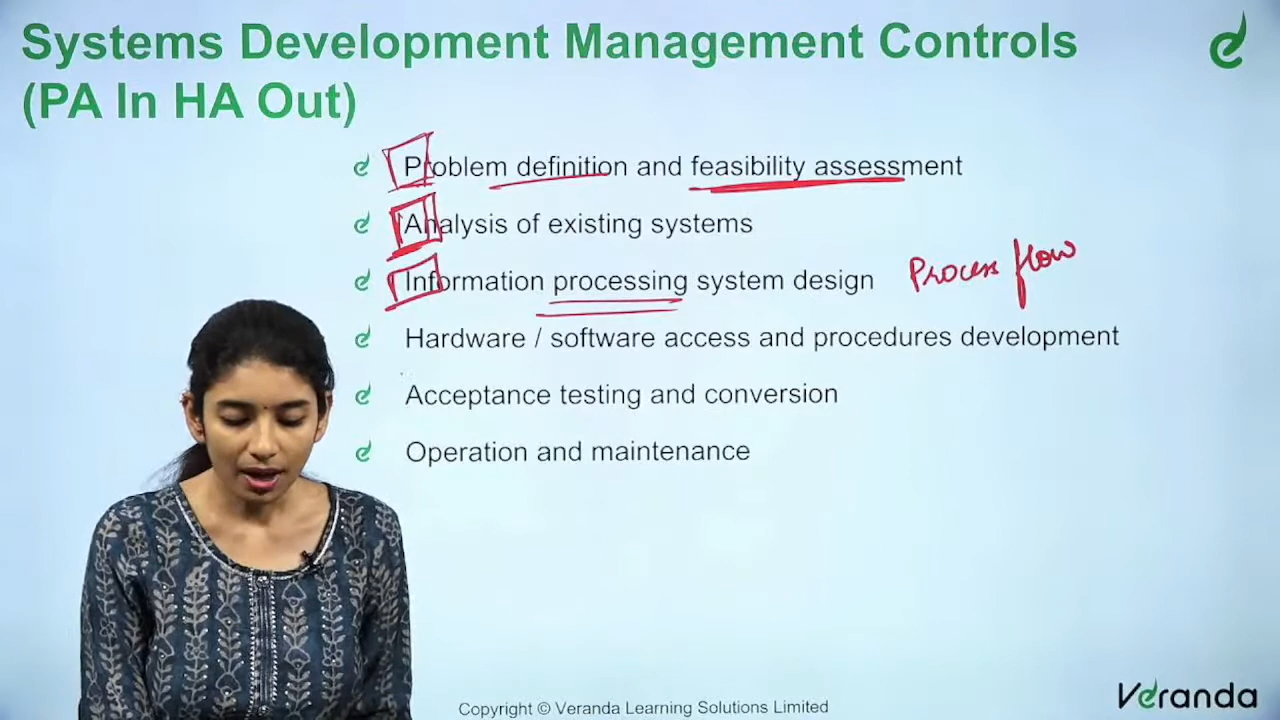 Systems Development Management Controls
(PA In HA Out)
Problem definition and feasibility assessment
Analysis of existing systems
Information processing system design Process flow
Hardware / software access and procedures development
Acceptance testing and conversion
Operation and maintenance
Copyright © Veranda Learning Solutions Limited
Veranda